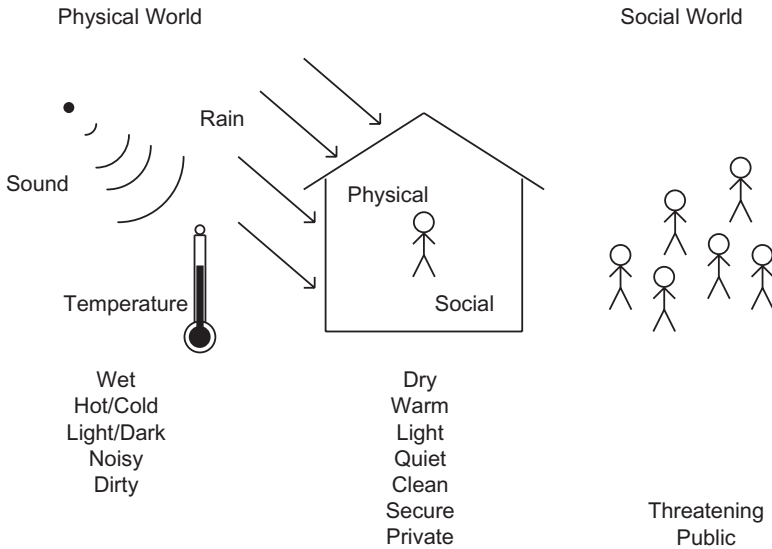 Physical World
Social World
Rain
Sound
Physical
Temperature
Social
Wet
Hot/Cold
Light/Dark
Noisy
Dirty
Dry
Warm
Light
Quiet
Clean
Secure
Private
Threatening
Public